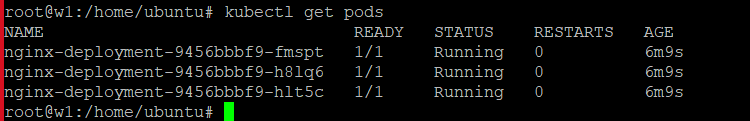 root@w1:/home/ubuntu# kubectl get pods
NAME READY STATUS RESTARTS AGE
nginx-deployment-9456bbbf9-fmspt 1/1 Running 0 6m9s
nginx-deployment-9456bbbf9-h8lq6 1/1 Running 0 6m9s
nginx-deployment-9456bbbf9-hlt5c 1/1 Running 0 6m9s
root@w1:/home/ubuntu#